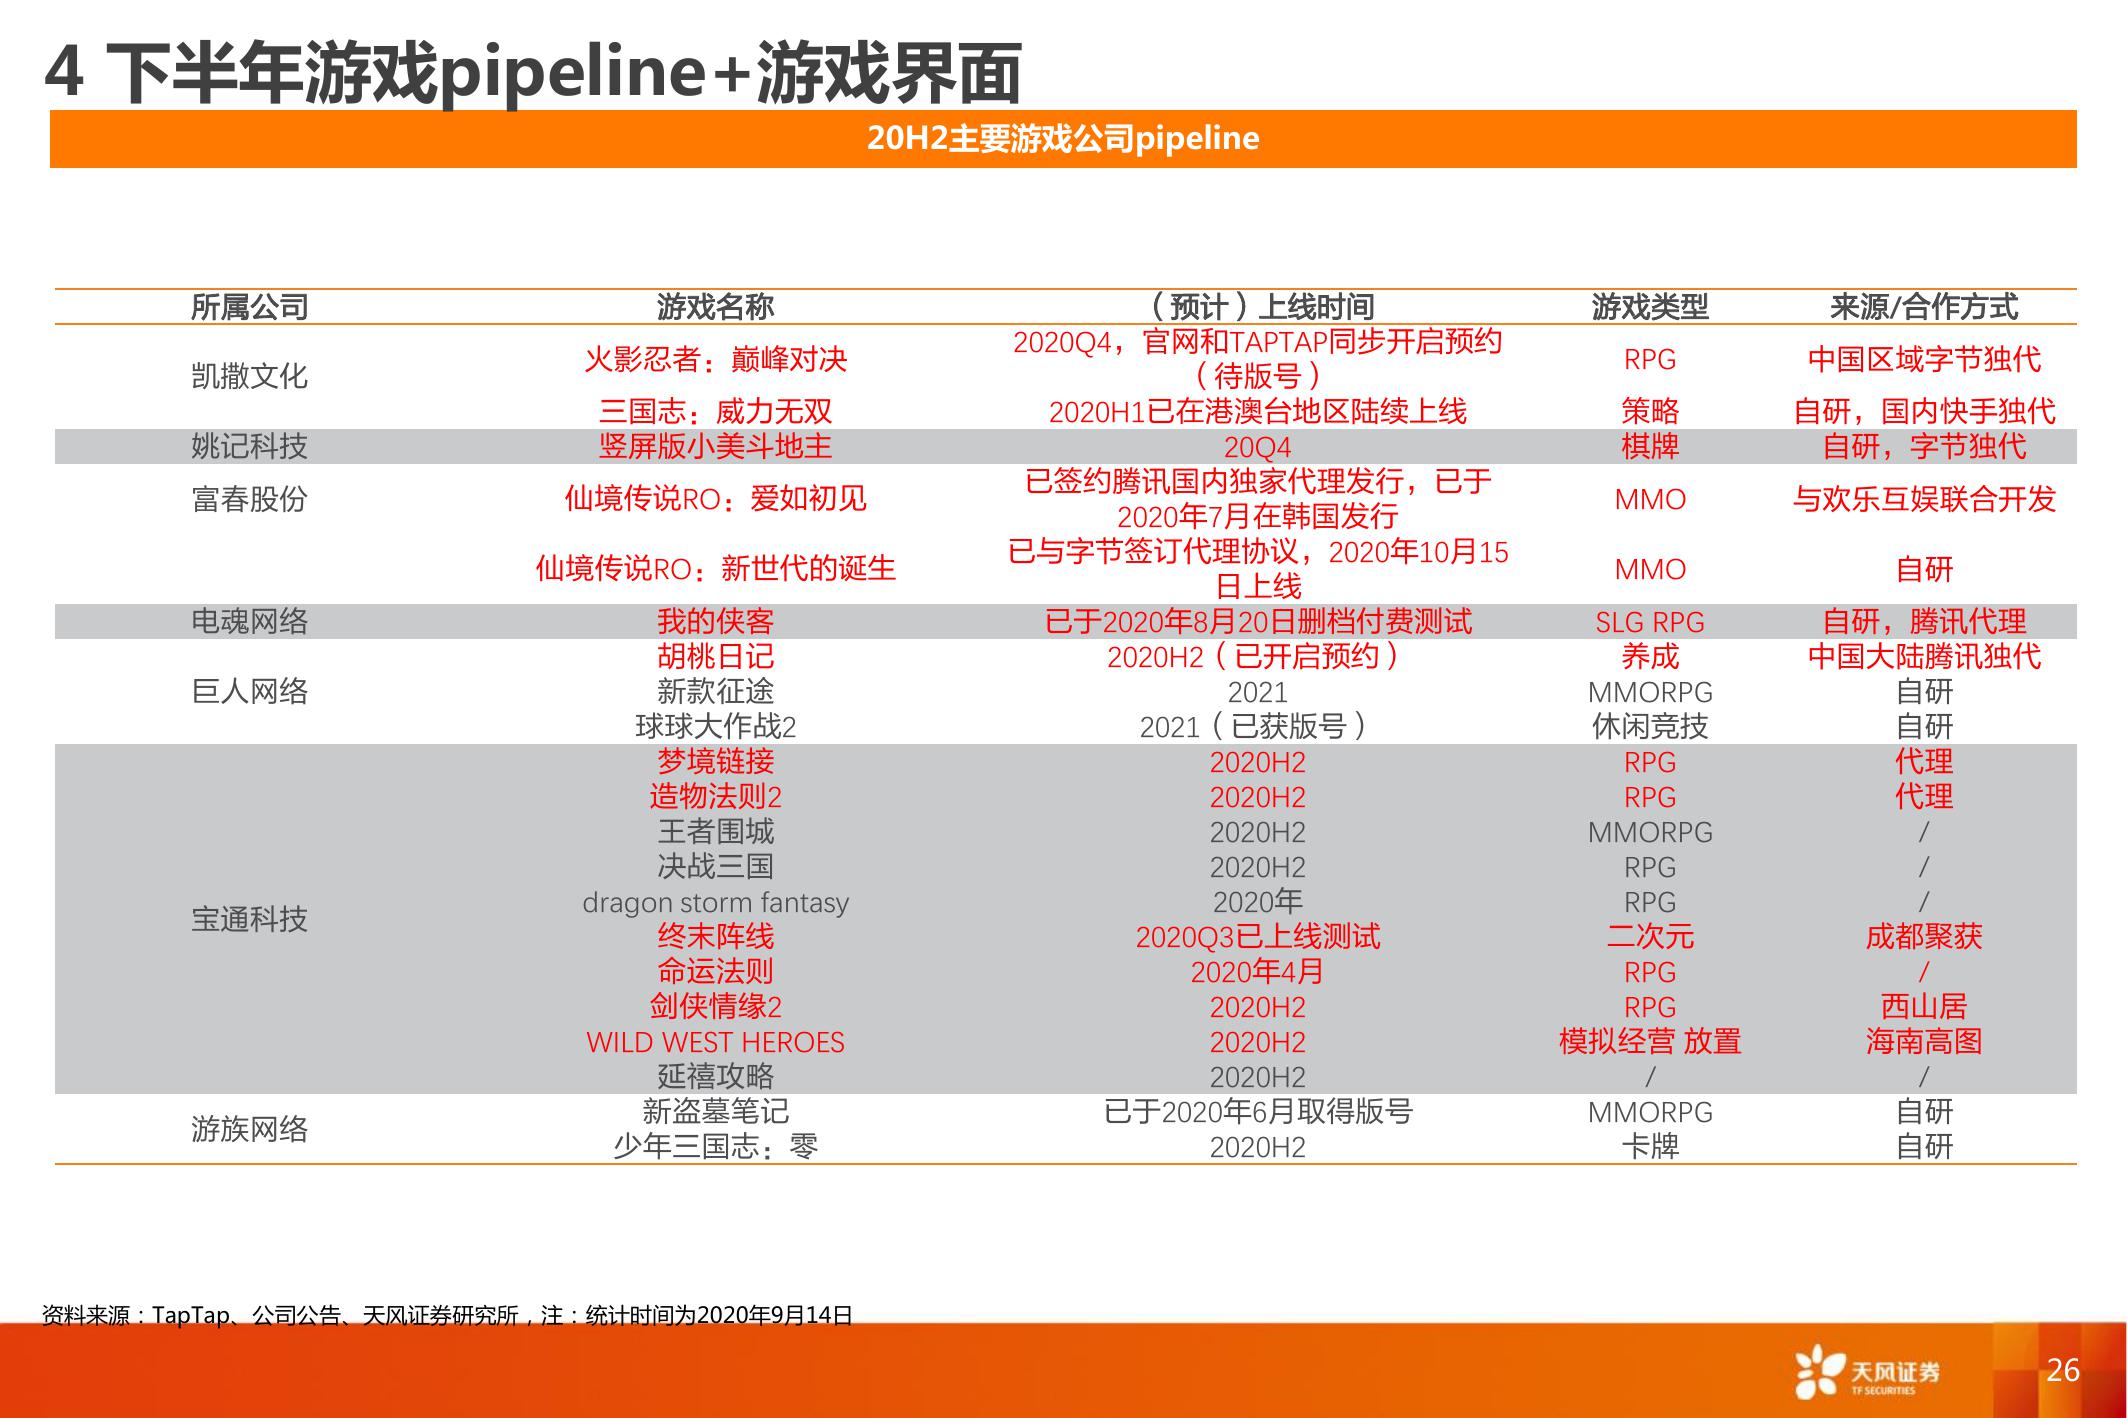 4 下半年游戏pipeline+游戏界面
20H2主要游戏公司pipeline
所属公司 游戏名称 （预计）上线时间 游戏类型 来源/合作方式
凯撒文化 火影忍者：巅峰对决 2020Q4，官网和TAPTAP同步开启预约
（待版号） RPG 中国区域字节独代
三国志：威力无双 2020H1已在港澳台地区陆续上线 策略 自研，国内快手独代
姚记科技 竖屏版小美斗地主 20Q4 棋牌 自研，字节独代
富春股份 仙境传说RO：爱如初见 已签约腾讯国内独家代理发行，已于
2020年7月在韩国发行 MMO 与欢乐互娱联合开发
仙境传说RO：新世代的诞生 已与字节签订代理协议，2020年10月15
日上线 MMO 自研
电魂网络 我的侠客 已于2020年8月20日删档付费测试 SLG RPG 自研，腾讯代理
胡桃日记 2020H2（已开启预约） 养成 中国大陆腾讯独代
巨人网络 新款征途 2021 MMORPG 自研
球球大作战2 2021（已获版号） 休闲竞技 自研
梦境链接 2020H2 RPG 代理
造物法则2 2020H2 RPG 代理
王者围城 2020H2 MMORPG /
决战三国 2020H2 RPG /
dragon storm fantasy 2020年 RPG /
宝通科技 终末阵线 2020Q3已上线测试 二次元 成都聚获
命运法则 2020年4月 RPG /
剑侠情缘2 2020H2 RPG 西山居
WILD WEST HEROES 2020H2 模拟经营 放置 海南高图
延禧攻略 2020H2 / /
游族网络 新盗墓笔记 已于2020年6月取得版号 MMORPG 自研
少年三国志：零 2020H2 卡牌 自研
资料来源：TapTap、公司公告、天风证券研究所，注：统计时间为2020年9月14日
天风证券
TF SECURITIES
26